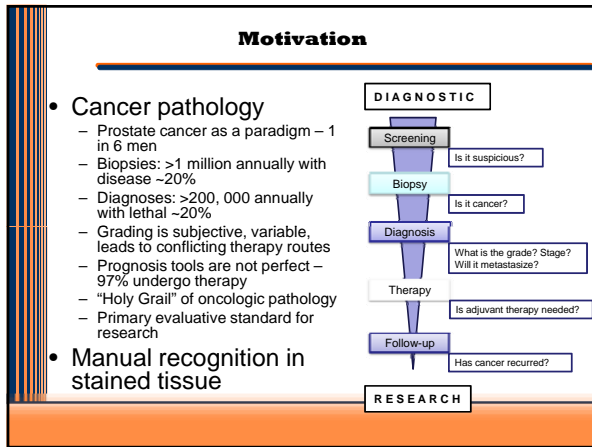 Motivation
• Cancer pathology
– Prostate cancer as a paradigm – 1
in 6 men
– Biopsies: >1 million annually with
disease ~20%
– Diagnoses: >200, 000 annually
with lethal ~20%
– Grading is subjective, variable,
leads to conflicting therapy routes
– Prognosis tools are not perfect –
97% undergo therapy
– “Holy Grail” of oncologic pathology
– Primary evaluative standard for
research
• Manual recognition in
stained tissue
DIAGNOSTIC
Screening
Is it suspicious?
Biopsy
Is it cancer?
Diagnosis
What is the grade? Stage?
Will it metastasize?
Therapy
Is adjuvant therapy needed?
Follow-up
Has cancer recurred?
RESEARCH